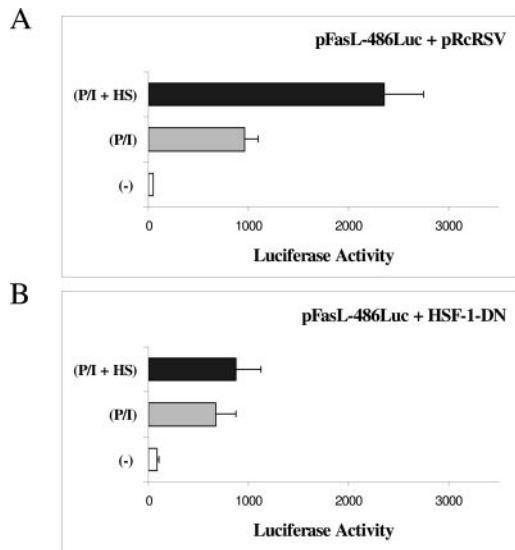 A
pFasL-486Luc + pRcRSV
(P/I + HS)
(P/I)
(-)
0 1000 2000 3000
Luciferase Activity
B
pFasL-486Luc + HSF-1-DN
(P/I + HS)
(P/I)
(-)
0 1000 2000 3000
Luciferase Activity